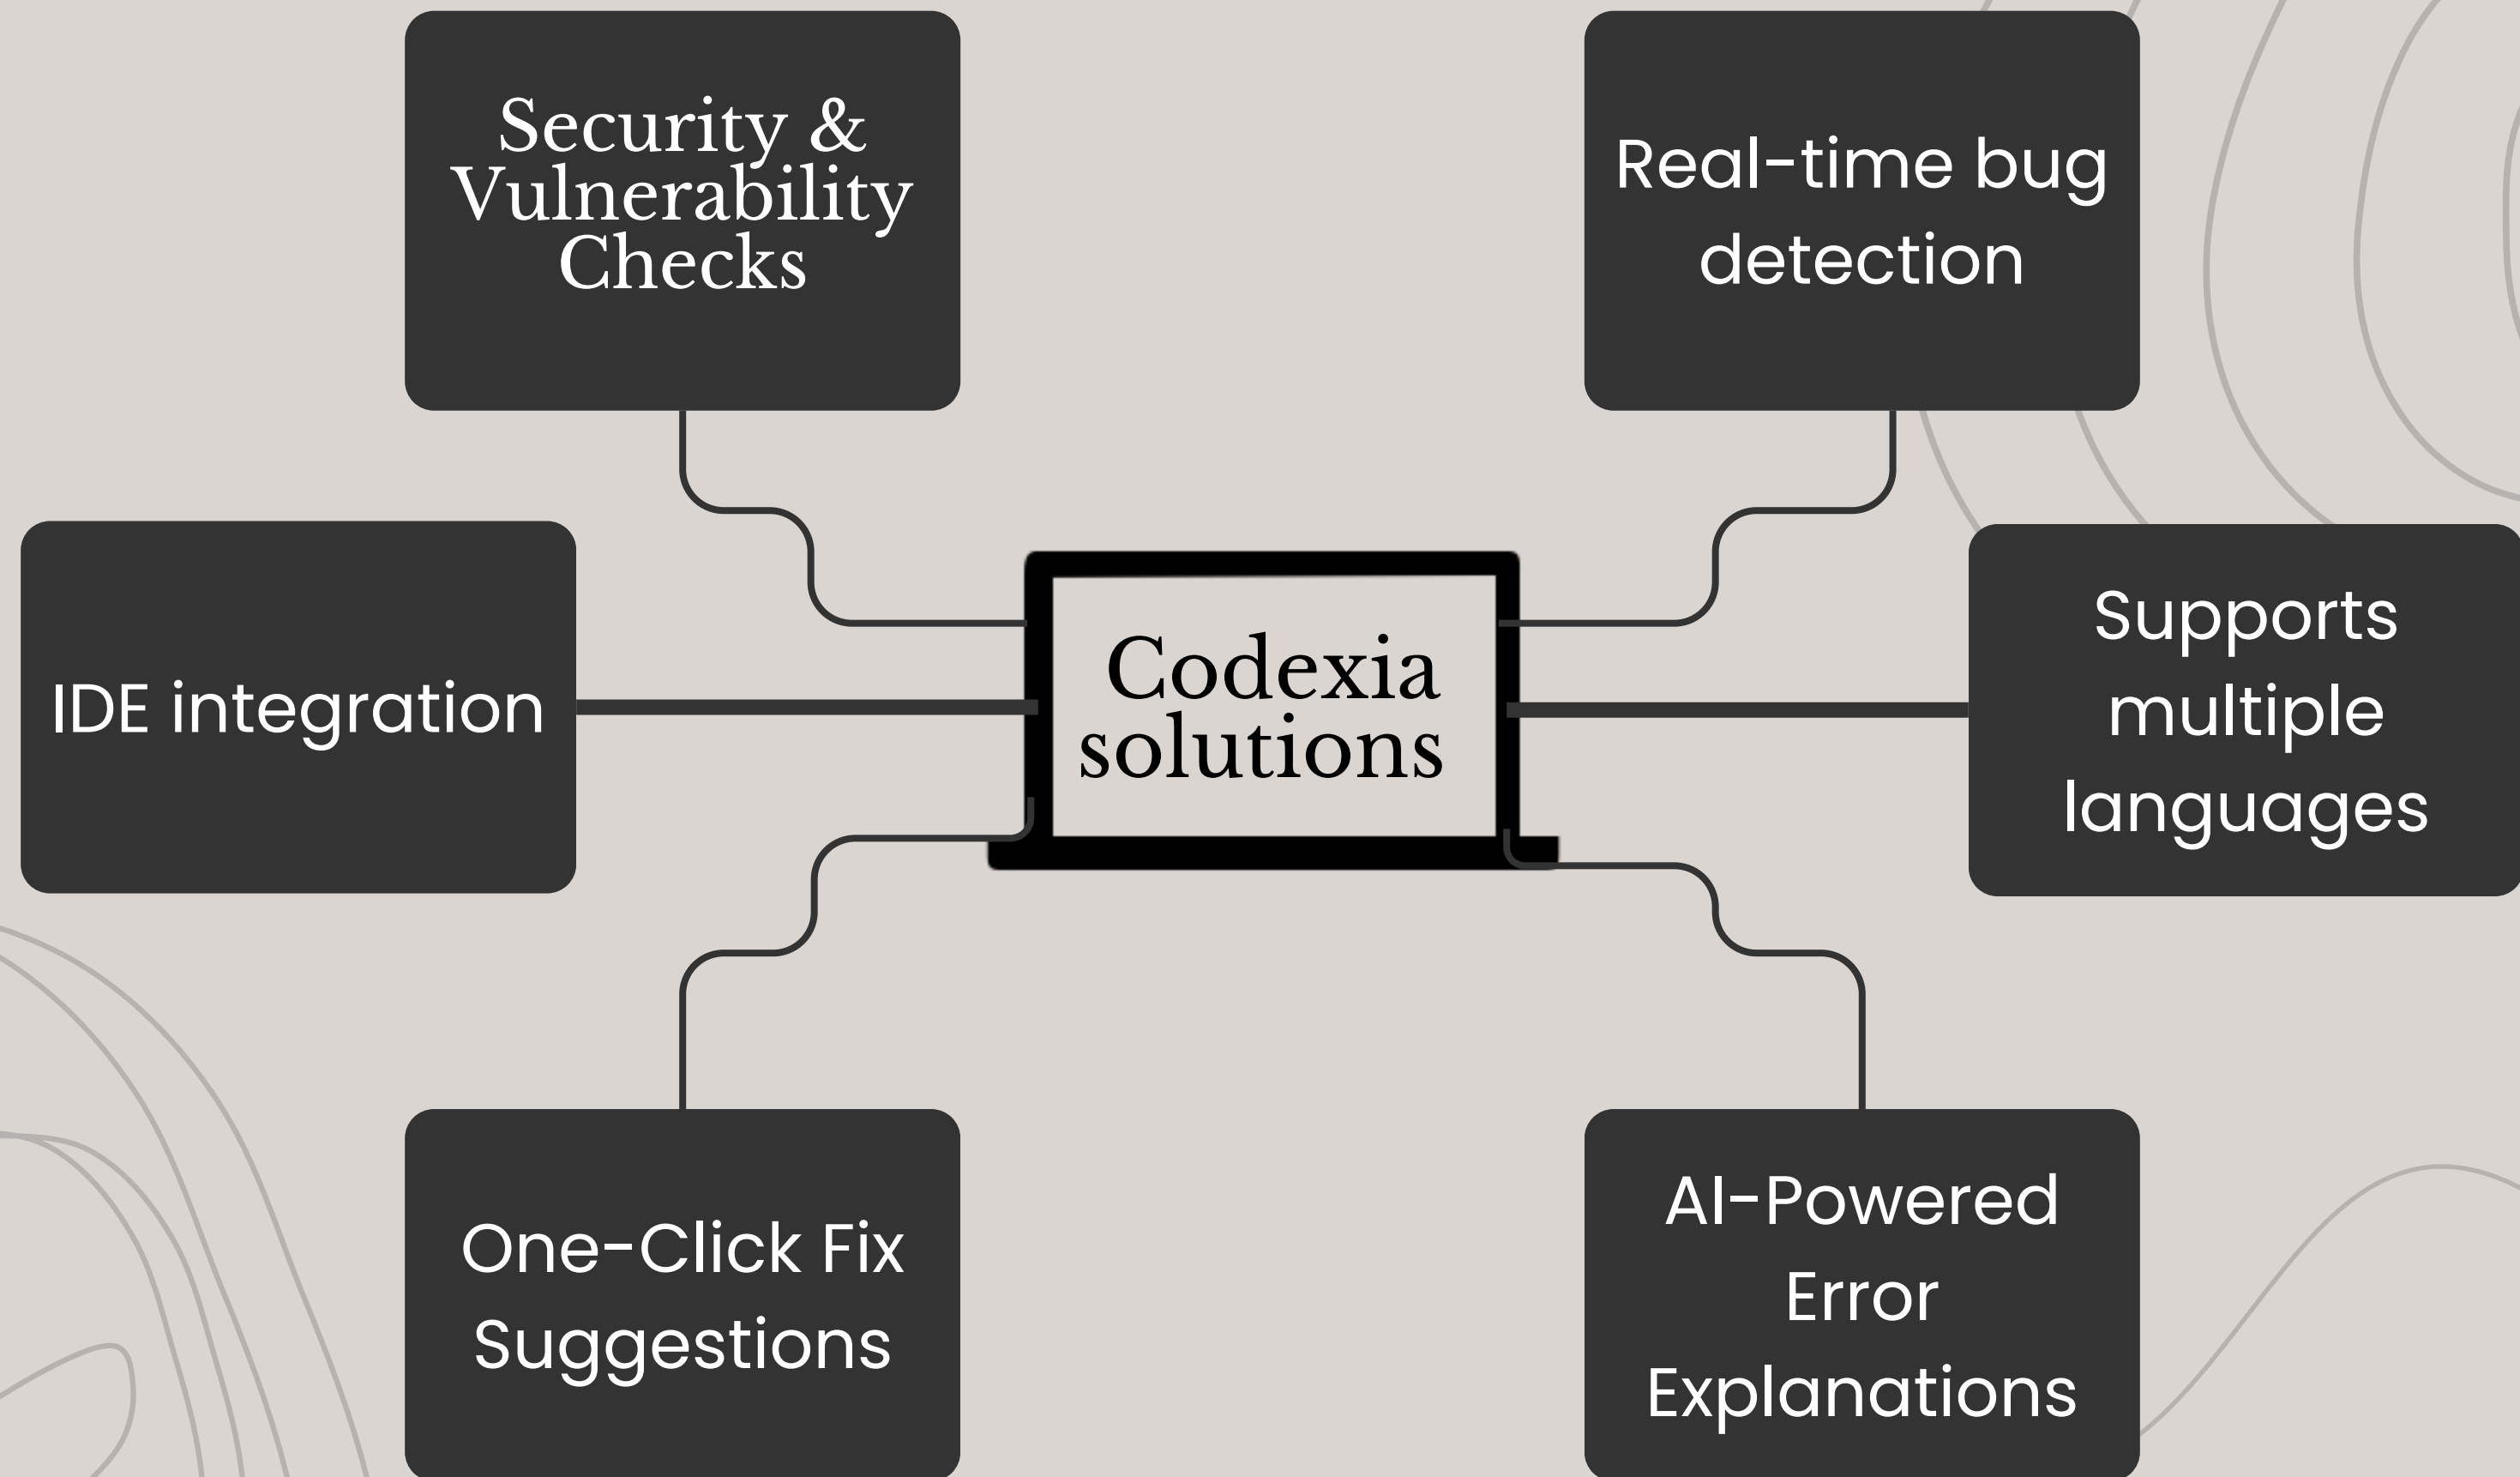 Security &
Vulnerability
Checks
Real-time bug
detection
IDE integration
Codexia
solutions
Supports
multiple
languages
One-Click Fix
Suggestions
AI-Powered
Error
Explanations